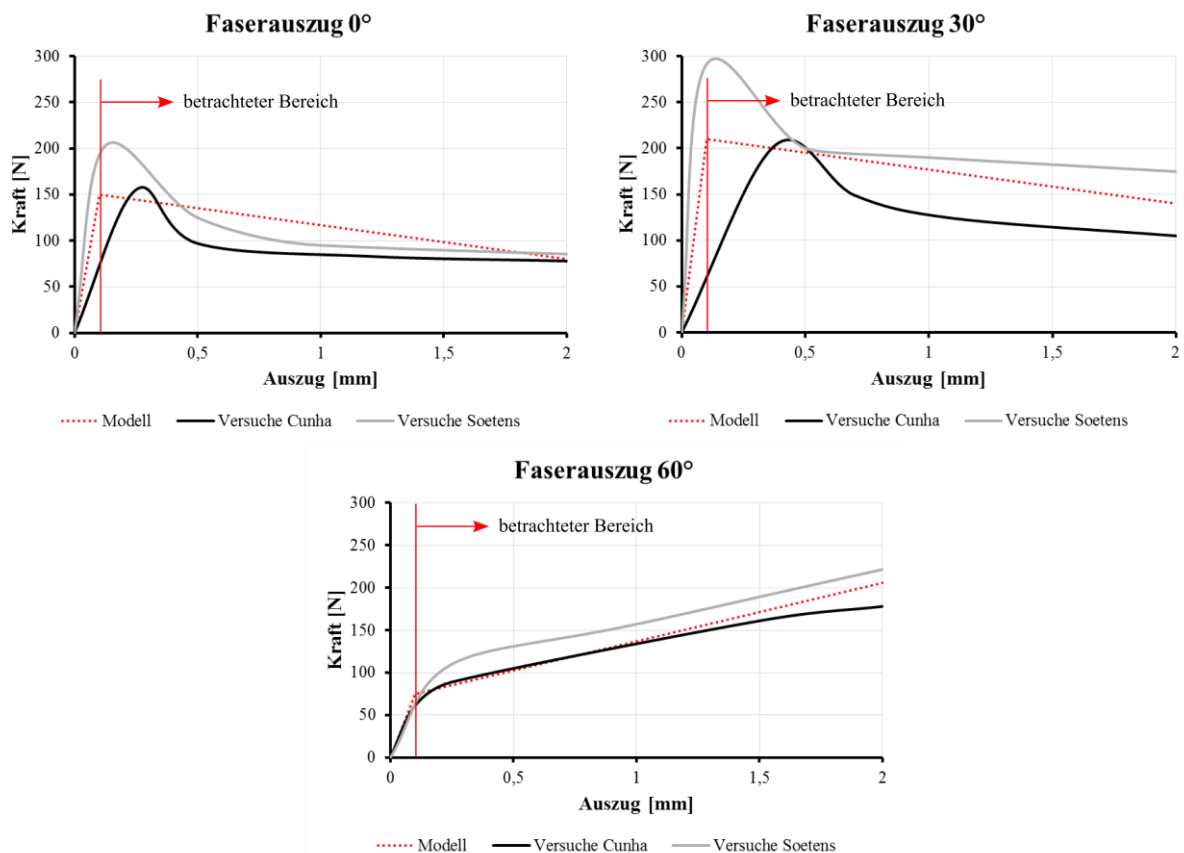 Faserauszug 0°
300
250
200
150
100
50
0
Kraft [N]
betrachteter Bereich
0 0,5 1 1,5 2
Auszug [mm]
Modell Versuche Cunha Versuche Soetens
Faserauszug 30°
300
250
200
150
100
50
0
Kraft [N]
betrachteter Bereich
0 0,5 1 1,5 2
Auszug [mm]
Modell Versuche Cunha Versuche Soetens
Faserauszug 60°
300
250
200
150
100
50
0
Kraft [N]
betrachteter Bereich
0 0,5 1 1,5 2
Auszug [mm]
Modell Versuche Cunha Versuche Soetens